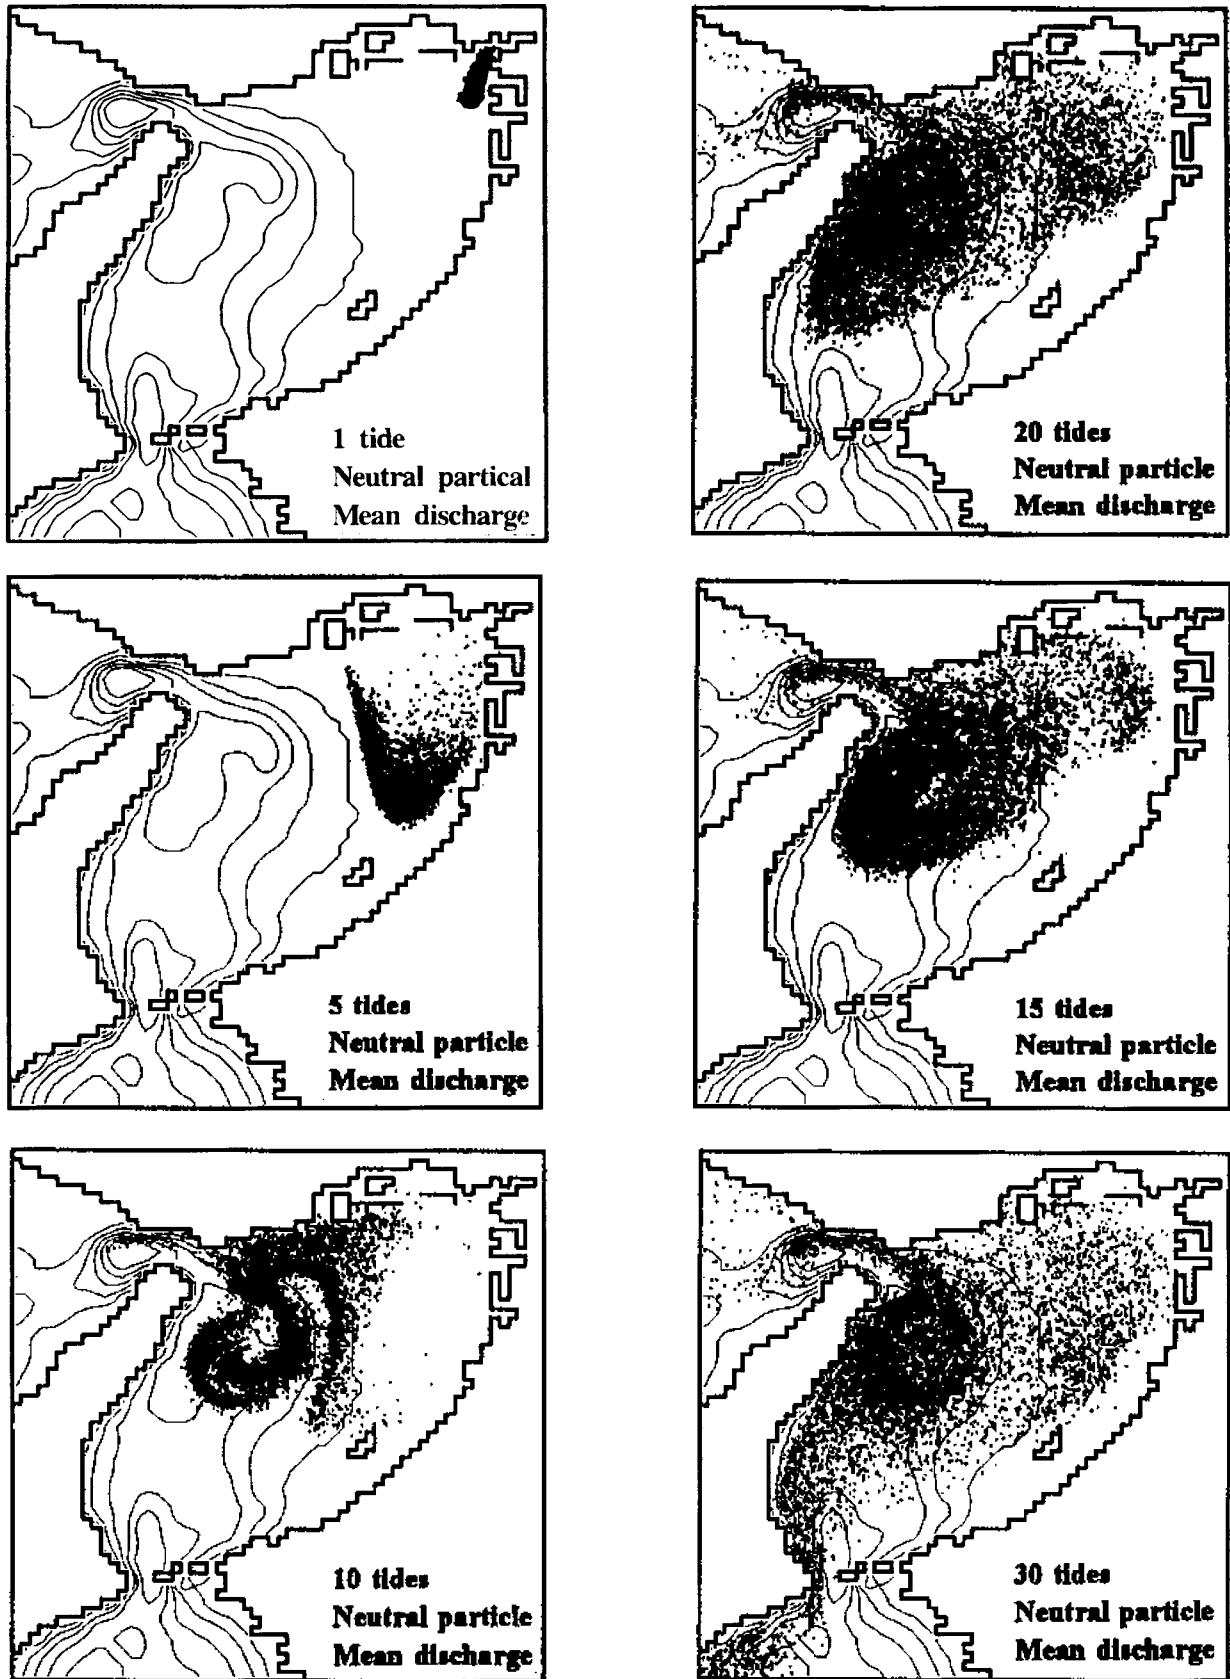 1 tide
Neutral partical
Mean discharge
20 tides
Neutral particle
Mean discharge
5 tides
Neutral particle
Mean discharge
15 tides
Neutral particle
Mean discharge
10 tides
Neutral particle
Mean discharge
30 tides
Neutral particle
Mean discharge